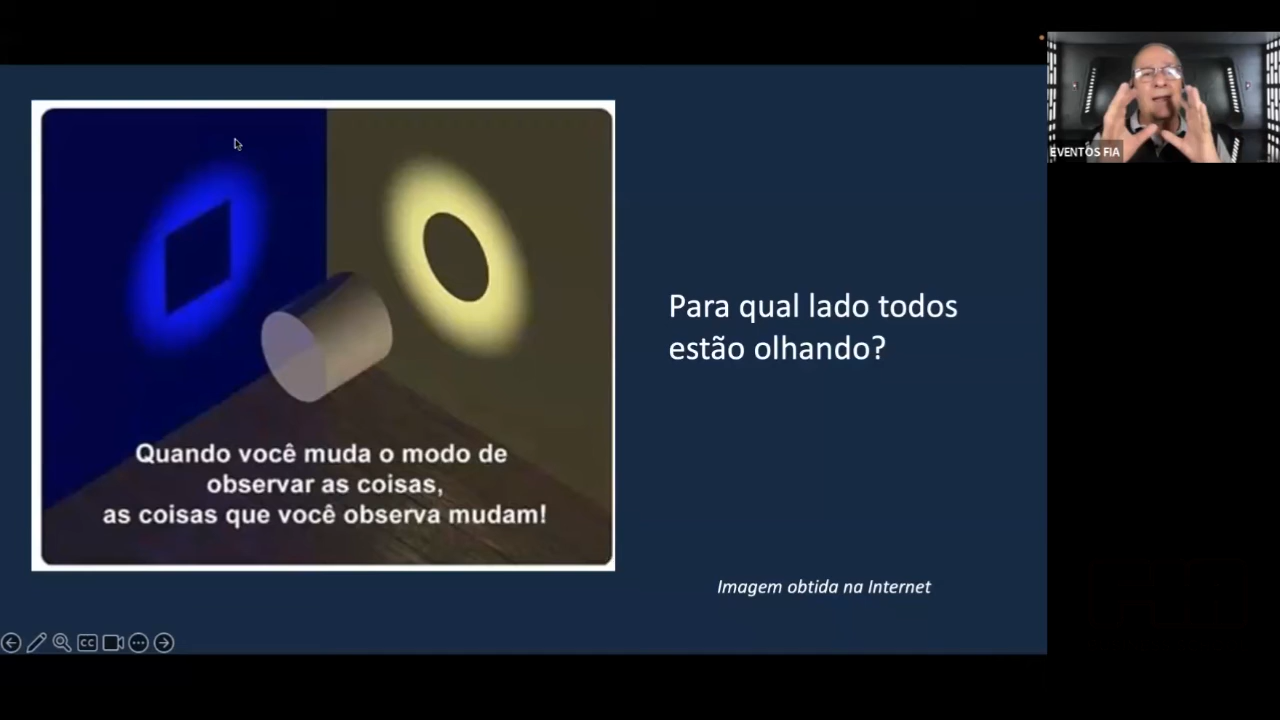 EVENTOS FIA
Para qual lado todos
estão olhando?
Quando você muda o modo de
observar as coisas,
as coisas que você observa mudam!
Imagem obtida na Internet
CC